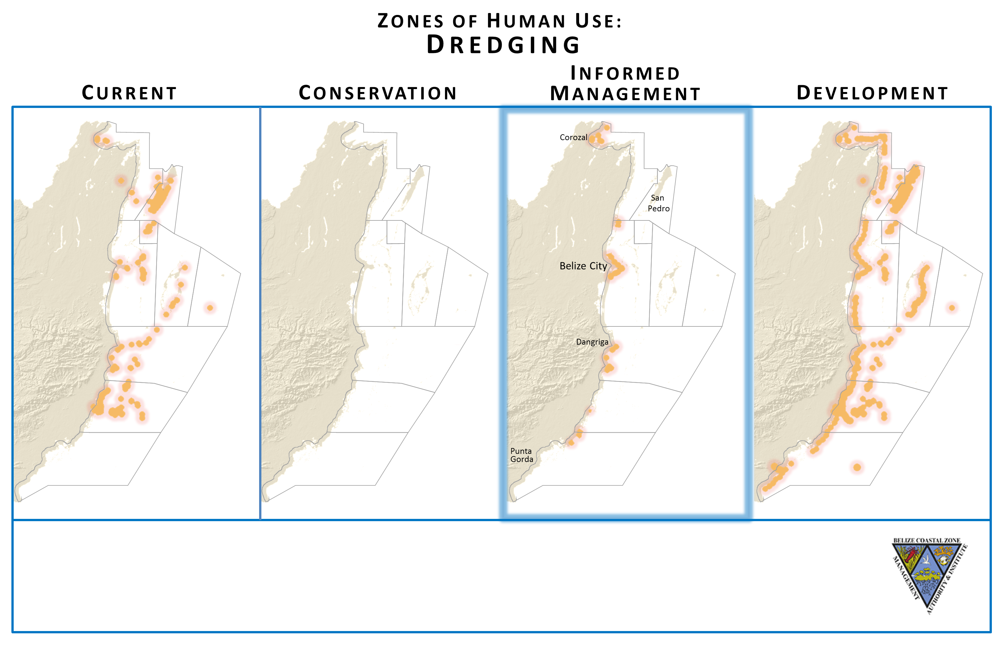 ZONES OF HUMAN USE:
DREDGING
CURRENT
CONSERVATION
INFORMED
MANAGEMENT
DEVELOPMENT
Corozal
San
Pedro
Belize City
Dangriga
Punta
Gorda
BELIZE COASTAL ZONE
MANAGEMENT
AUTHORITY & INSTITUTE